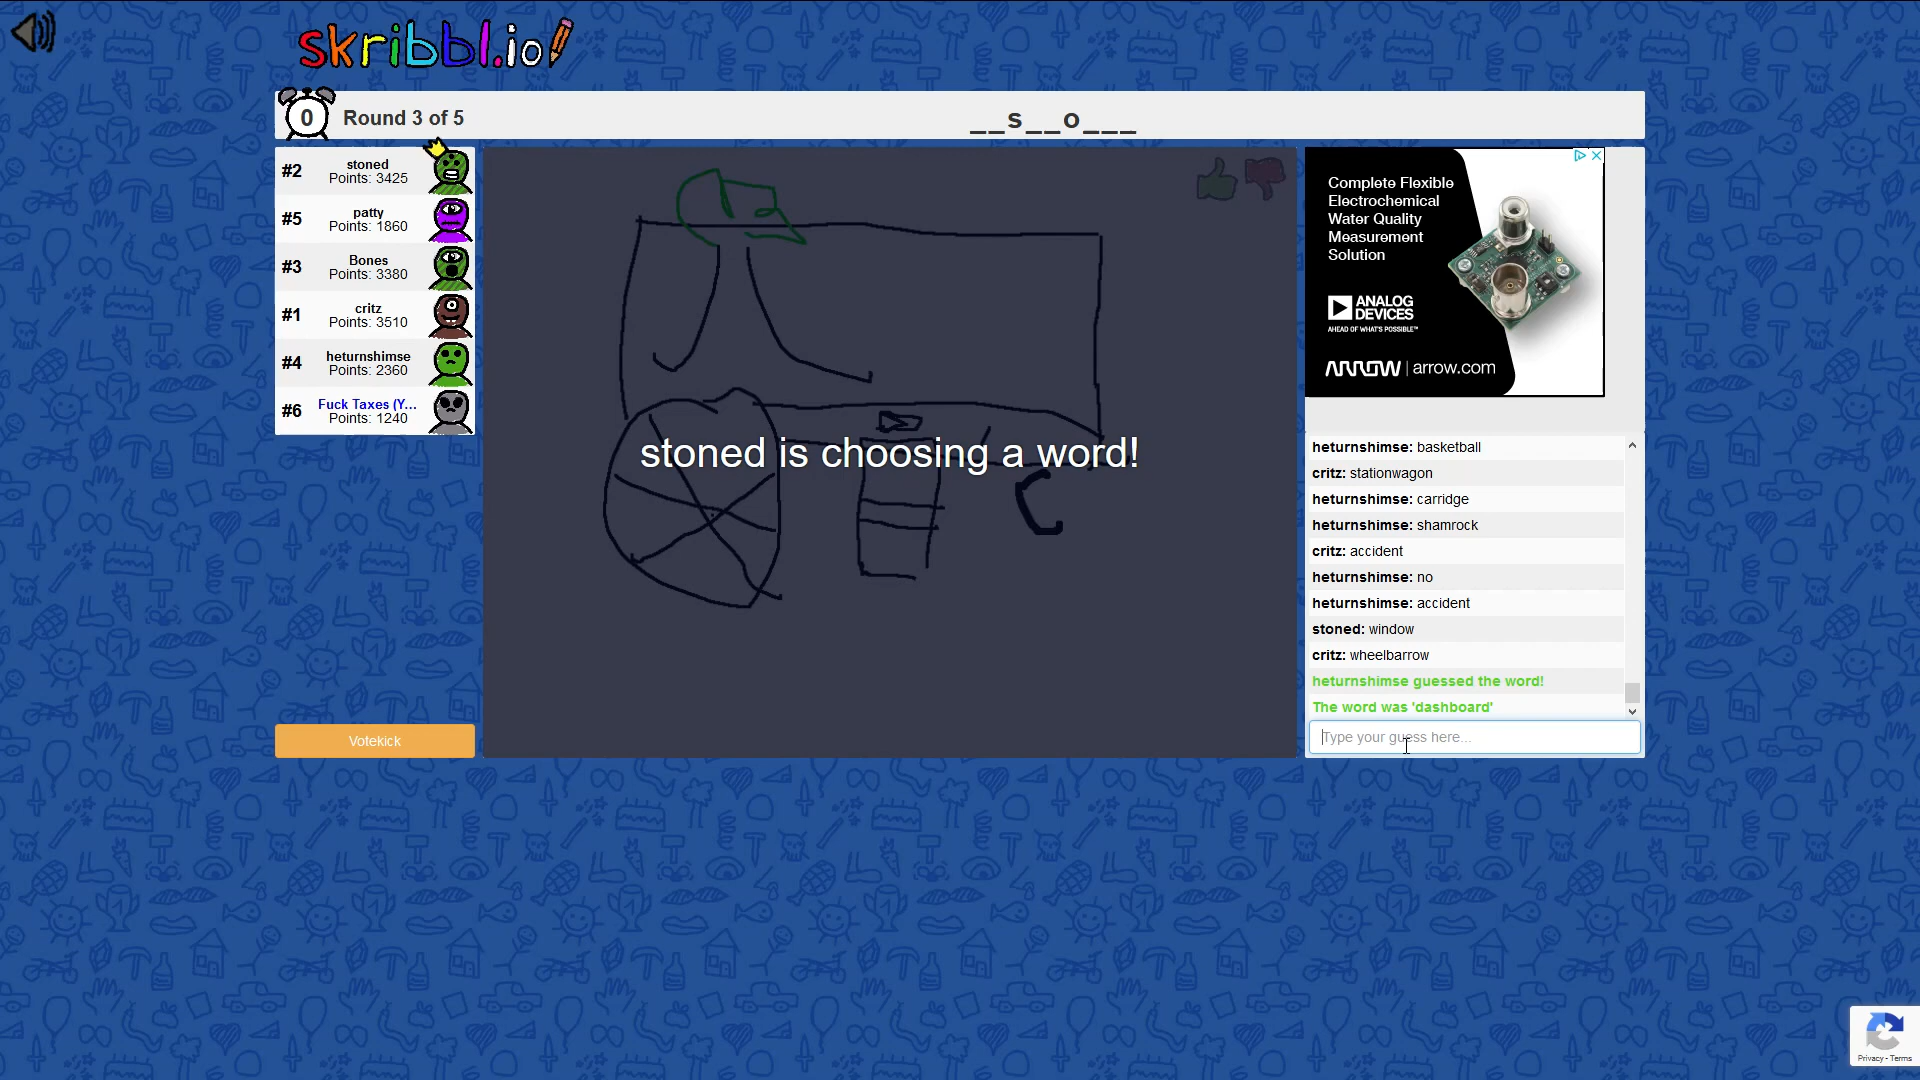 skribbl.io
0
Round 3 of 5
__s__o___
#2
stoned
Points: 3425
#5
patty
Points: 1860
#3
Bones
Points: 3380
#1
critz
Points: 3510
#4
heturnshimse
Points: 2360
#6
Fuck Taxes (Y...
Points: 1240
Votekick
stoned is choosing a word!
C
Complete Flexible
Electrochemical
Water Quality
Measurement
Solution
ANALOG
DEVICES
AHEAD OF WHAT'S POSSIBLE™
ARROW | arrow.com
heturnshimse: basketball
critz: stationwagon
heturnshimse: carridge
heturnshimse: shamrock
critz: accident
heturnshimse: no
heturnshimse: accident
stoned: window
critz: wheelbarrow
heturnshimse guessed the word!
The word was 'dashboard'
Type your guess here...
Privacy - Terms